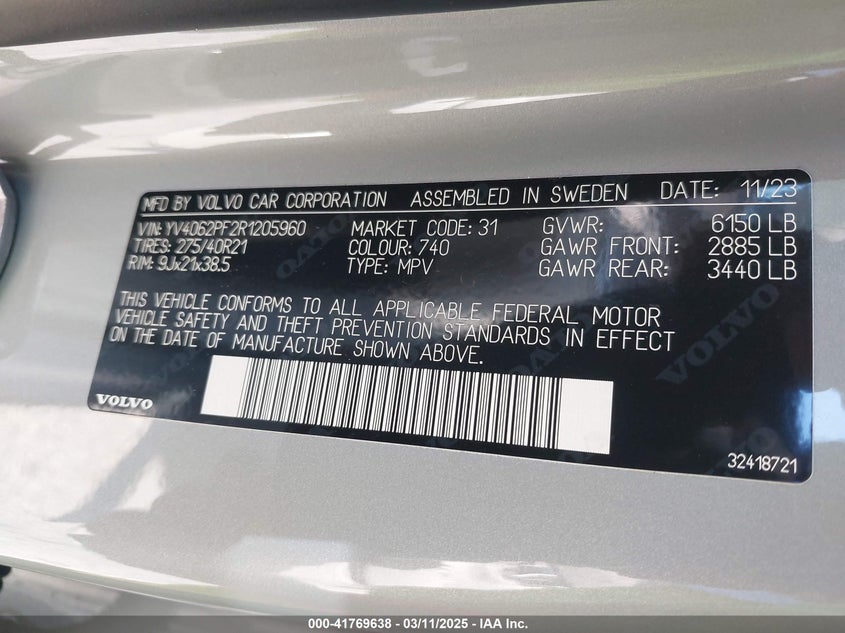 MFD BY VOLVO CAR CORPORATION ASSEMBLED IN SWEDEN DATE: 11/23
VIN: YV4062PF2R1205960 MARKET CODE: 31 GVWR: 6150 LB
TIRES: 275/40R21 COLOUR: 740 GAWR FRONT: 2885 LB
RIM: 9Jx21x38.5 TYPE: MPV GAWR REAR: 3440 LB
THIS VEHICLE CONFORMS TO ALL APPLICABLE FEDERAL MOTOR
VEHICLE SAFETY AND THEFT PREVENTION STANDARDS IN EFFECT
ON THE DATE OF MANUFACTURE SHOWN ABOVE.
VOLVO
VOLVO
32418721
000-41769638 - 03/11/2025 - IAA Inc.